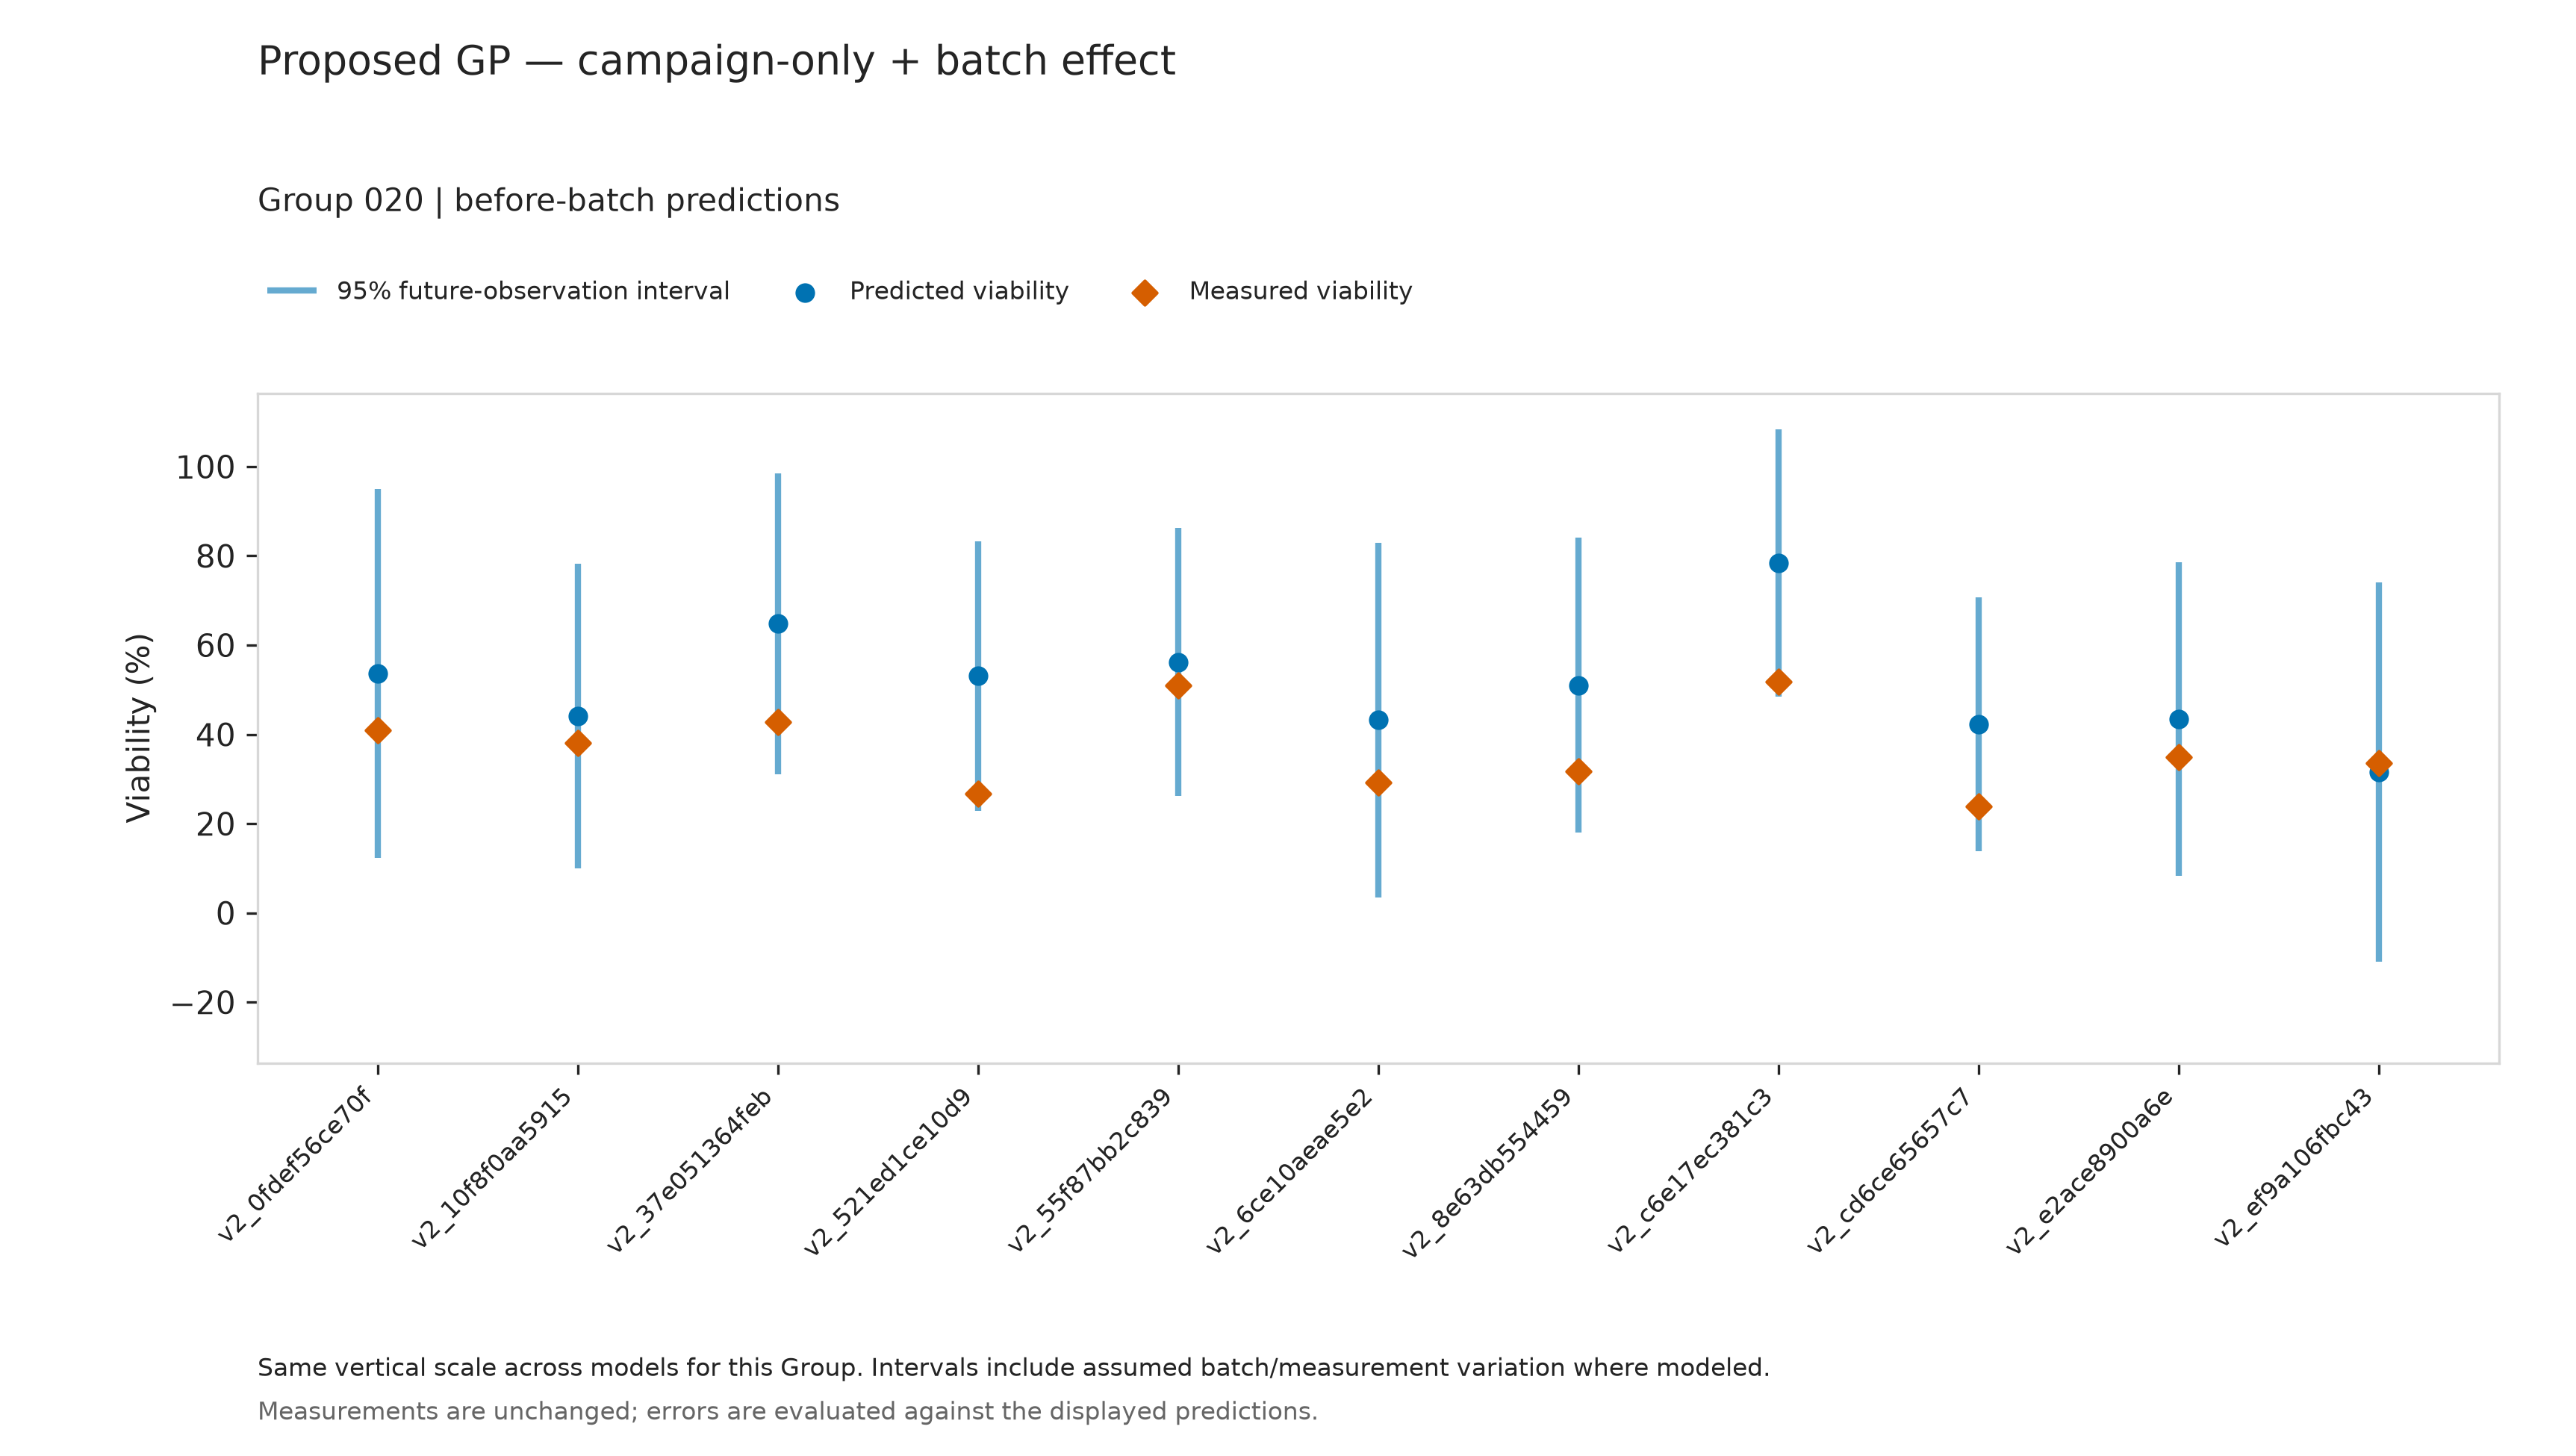 Proposed GP — campaign-only + batch effect
Group 020 | before-batch predictions
95% future-observation interval
Predicted viability
Measured viability
Viability (%)
100
80
60
40
20
0
−20
v2_0fdef56ce70f
v2_10f8f0aa5915
v2_37e051364feb
v2_521ed1ce10d9
v2_55f87bb2c839
v2_6ce10aeae5e2
v2_8e63db554459
v2_c6e17ec381c3
v2_cd6ce65657c7
v2_e2ace8900a6e
v2_ef9a106fbc43
Same vertical scale across models for this Group. Intervals include assumed batch/measurement variation where modeled.
Measurements are unchanged; errors are evaluated against the displayed predictions.